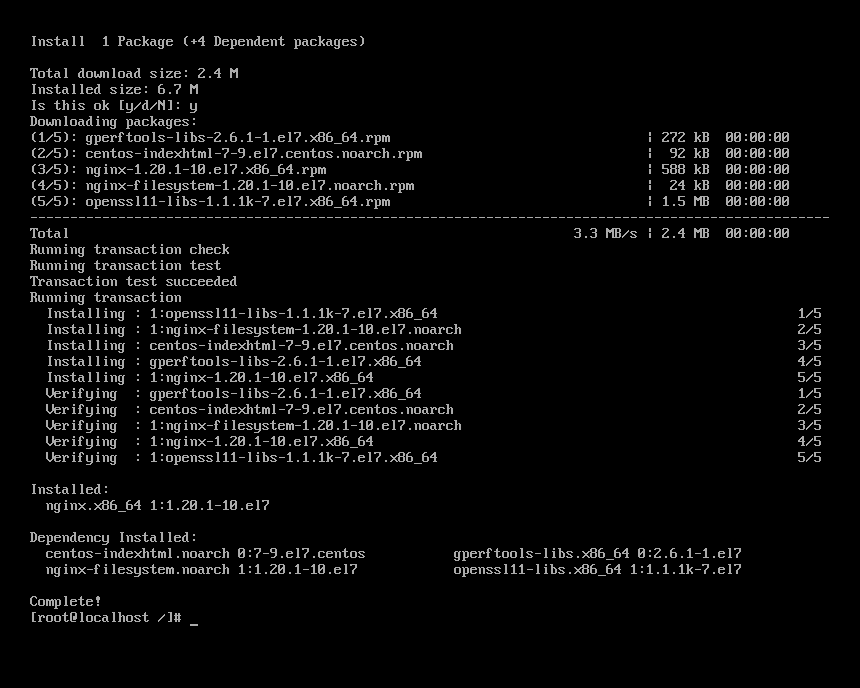 Install  1 Package (+4 Dependent packages)
Total download size: 2.4 M
Installed size: 6.7 M
Is this ok [y/d/N]: y
Downloading packages:
(1/5): gperftools-libs-2.6.1-1.el7.x86_64.rpm | 272 kB  00:00:00
(2/5): centos-indexhtml-7-9.el7.centos.noarch.rpm |  92 kB  00:00:00
(3/5): nginx-1.20.1-10.el7.x86_64.rpm | 588 kB  00:00:00
(4/5): nginx-filesystem-1.20.1-10.el7.noarch.rpm |  24 kB  00:00:00
(5/5): openssl11-libs-1.1.1k-7.el7.x86_64.rpm | 1.5 MB  00:00:00
----------------------------------------------------------------------------------------------------
Total 3.3 MB/s | 2.4 MB  00:00:00
Running transaction check
Running transaction test
Transaction test succeeded
Running transaction
  Installing : 1:openssl11-libs-1.1.1k-7.el7.x86_64 1/5
  Installing : 1:nginx-filesystem-1.20.1-10.el7.noarch 2/5
  Installing : centos-indexhtml-7-9.el7.centos.noarch 3/5
  Installing : gperftools-libs-2.6.1-1.el7.x86_64 4/5
  Installing : 1:nginx-1.20.1-10.el7.x86_64 5/5
  Verifying  : gperftools-libs-2.6.1-1.el7.x86_64 1/5
  Verifying  : centos-indexhtml-7-9.el7.centos.noarch 2/5
  Verifying  : 1:nginx-filesystem-1.20.1-10.el7.noarch 3/5
  Verifying  : 1:nginx-1.20.1-10.el7.x86_64 4/5
  Verifying  : 1:openssl11-libs-1.1.1k-7.el7.x86_64 5/5
Installed:
  nginx.x86_64 1:1.20.1-10.el7
Dependency Installed:
  centos-indexhtml.noarch 0:7-9.el7.centos           gperftools-libs.x86_64 0:2.6.1-1.el7
  nginx-filesystem.noarch 1:1.20.1-10.el7            openssl11-libs.x86_64 1:1.1.1k-7.el7
Complete!
[root@localhost /]# _